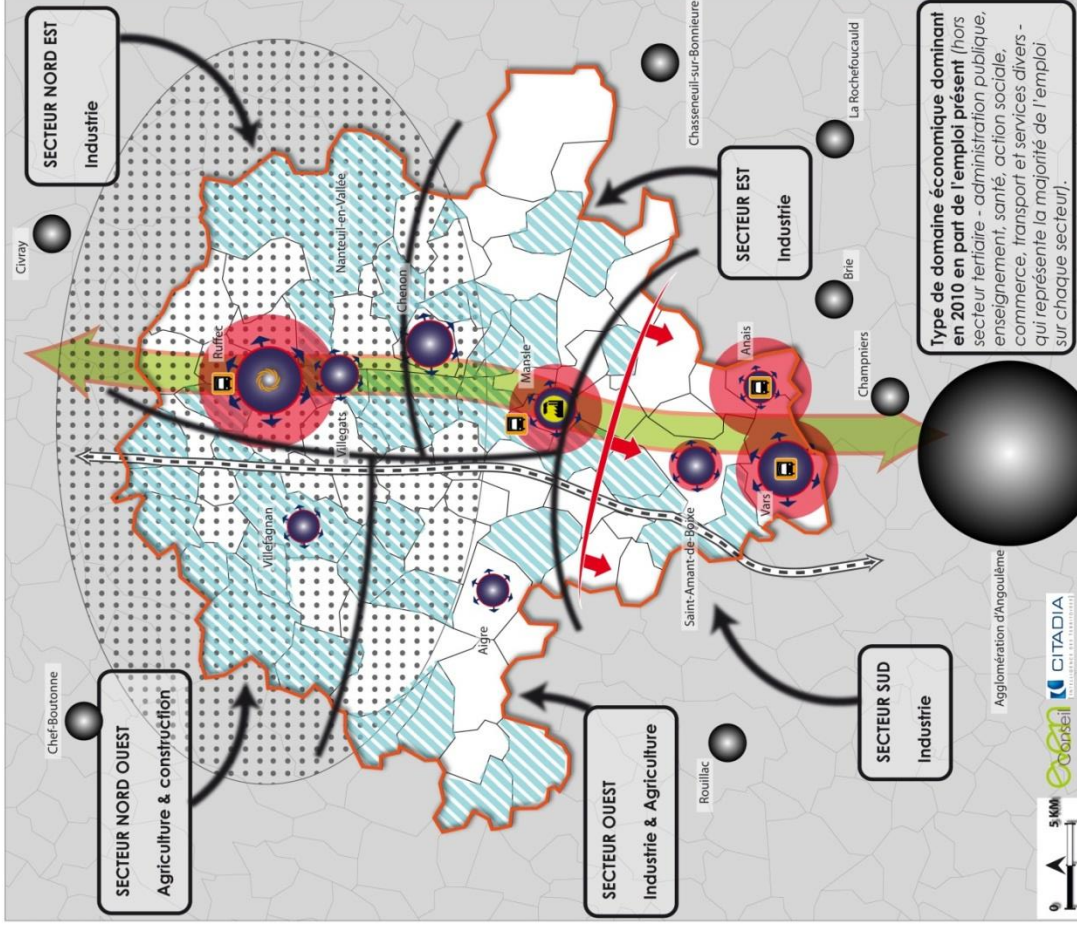 Civray
SECTEUR NORD EST
Industrie
Chef-Boutonne
SECTEUR NORD OUEST
Agriculture & construction
Ruffec
Nanteuil-en-Vallée
Villegats
Villefagnan
Chenon
Chasseneuil-sur-Bonnieure
Mansle
Aigre
SECTEUR EST
Industrie
La Rochefoucauld
SECTEUR OUEST
Industrie & Agriculture
Saint-Amant-de-Boixe
Anais
Vars
Brie
Champniers
Rouillac
SECTEUR SUD
Industrie
Agglomération d'Angoulême
Type de domaine économique dominant
en 2010 en part de l'emploi présent (hors
secteur tertiaire - administration publique,
enseignement, santé, action sociale,
commerce, transport et services divers -
qui représente la majorité de l'emploi
sur chaque secteur).
0 5 KM
even
Conseil
CITADIA